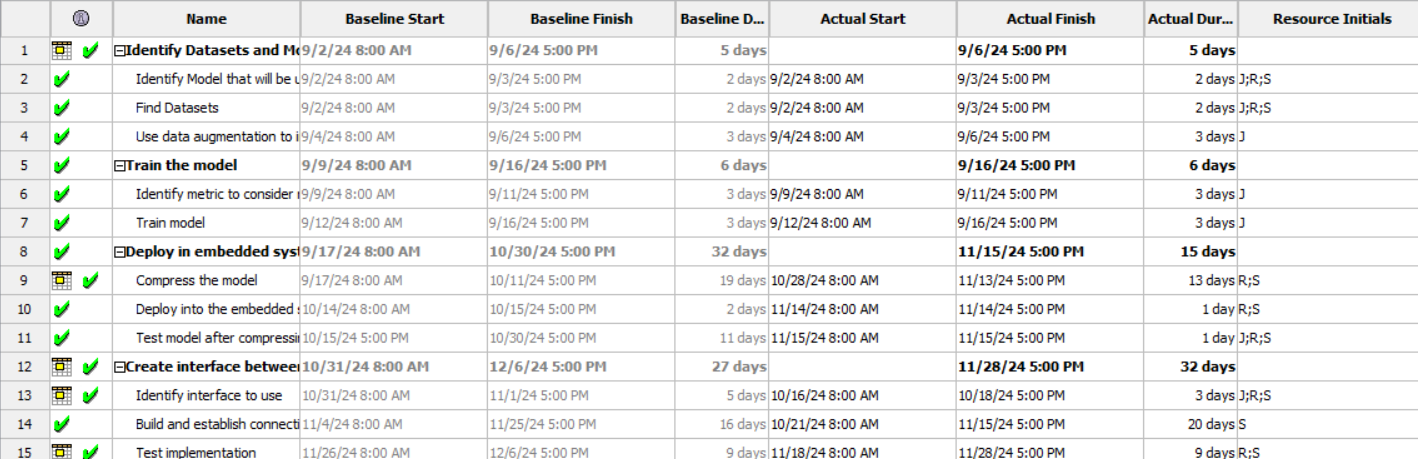 Name Baseline Start Baseline Finish Baseline D... Actual Start Actual Finish Actual Dur... Resource Initials
1 Identify Datasets and Mo 9/2/24 8:00 AM 9/6/24 5:00 PM 5 days 9/6/24 5:00 PM 5 days
2 Identify Model that will be u 9/2/24 8:00 AM 9/3/24 5:00 PM 2 days 9/2/24 8:00 AM 9/3/24 5:00 PM 2 days J;R;S
3 Find Datasets 9/2/24 8:00 AM 9/3/24 5:00 PM 2 days 9/2/24 8:00 AM 9/3/24 5:00 PM 2 days J;R;S
4 Use data augmentation to i 9/4/24 8:00 AM 9/6/24 5:00 PM 3 days 9/4/24 8:00 AM 9/6/24 5:00 PM 3 days J
5 Train the model 9/9/24 8:00 AM 9/16/24 5:00 PM 6 days 9/16/24 5:00 PM 6 days
6 Identify metric to consider 9/9/24 8:00 AM 9/11/24 5:00 PM 3 days 9/9/24 8:00 AM 9/11/24 5:00 PM 3 days J
7 Train model 9/12/24 8:00 AM 9/16/24 5:00 PM 3 days 9/12/24 8:00 AM 9/16/24 5:00 PM 3 days J
8 Deploy in embedded syst 9/17/24 8:00 AM 10/30/24 5:00 PM 32 days 11/15/24 5:00 PM 15 days
9 Compress the model 9/17/24 8:00 AM 10/11/24 5:00 PM 19 days 10/28/24 8:00 AM 11/13/24 5:00 PM 13 days R;S
10 Deploy into the embedded 10/14/24 8:00 AM 10/15/24 5:00 PM 2 days 11/14/24 8:00 AM 11/14/24 5:00 PM 1 day R;S
11 Test model after compressi 10/15/24 5:00 PM 10/30/24 5:00 PM 11 days 11/15/24 8:00 AM 11/15/24 5:00 PM 1 day J;R;S
12 Create interface betwee 10/31/24 8:00 AM 12/6/24 5:00 PM 27 days 11/28/24 5:00 PM 32 days
13 Identify interface to use 10/31/24 8:00 AM 11/1/24 5:00 PM 5 days 10/16/24 8:00 AM 10/18/24 5:00 PM 3 days J;R;S
14 Build and establish connecti 11/4/24 8:00 AM 11/25/24 5:00 PM 16 days 10/21/24 8:00 AM 11/15/24 5:00 PM 20 days S
15 Test implementation 11/26/24 8:00 AM 12/6/24 5:00 PM 9 days 11/18/24 8:00 AM 11/28/24 5:00 PM 9 days R;S